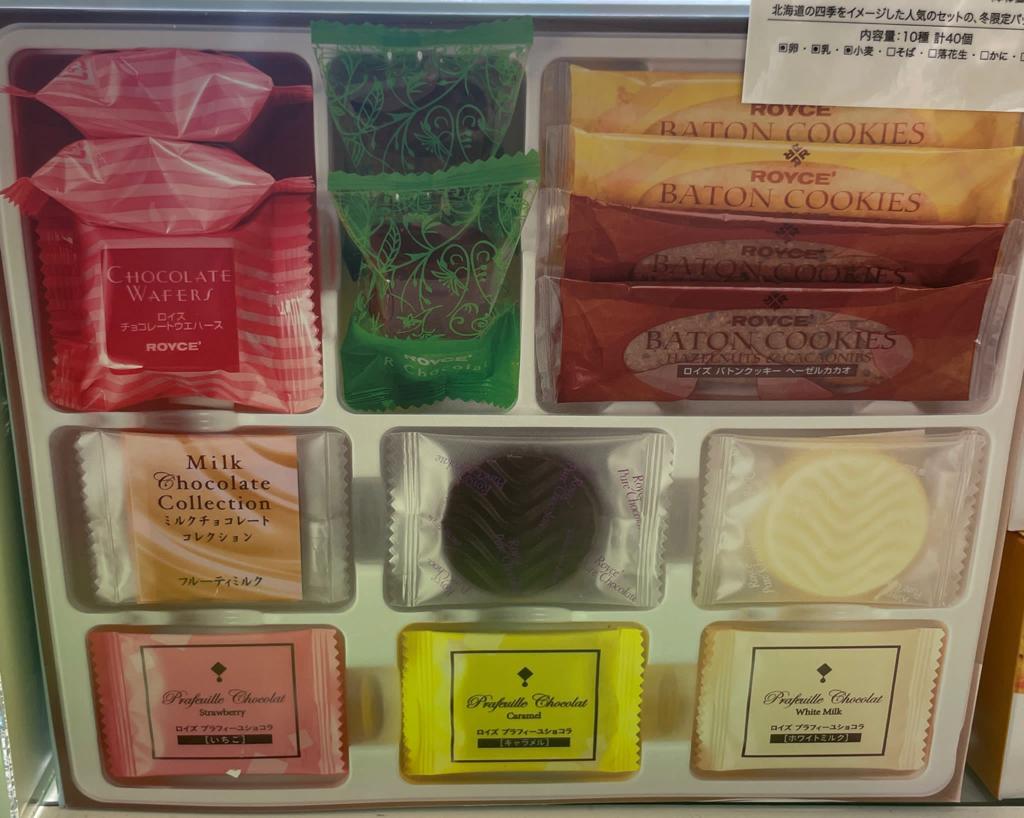 北海道の四季をイメージした人気のセットの、冬限定パ
内容量:10種 計40個
▣卵・▣乳・▣小麦・□そば・□落花生・□かに・
CHOCOLATE
WAFERS
ロイズ
チョコレートウエハース
ROYCE'
ROYCE'
Chocolat
ROYCE'
BATON COOKIES
ROYCE'
BATON COOKIES
ROYCE'
BATON COOKIES
ROYCE'
BATON COOKIES
HAZELNUTS & CACAONIBS
ロイズ バトンクッキー ヘーゼルカカオ
Milk
Chocolate
Collection
ミルクチョコレート
コレクション
フルーティミルク
Royce'
Pure Chocolate
Prafeuille Chocolat
Strawberry
ロイズ プラフィーユショコラ
[いちご]
Prafeuille Chocolat
Caramel
ロイズ プラフィーユショコラ
[キャラメル]
Prafeuille Chocolat
White Milk
ロイズ プラフィーユショコラ
[ホワイトミルク]